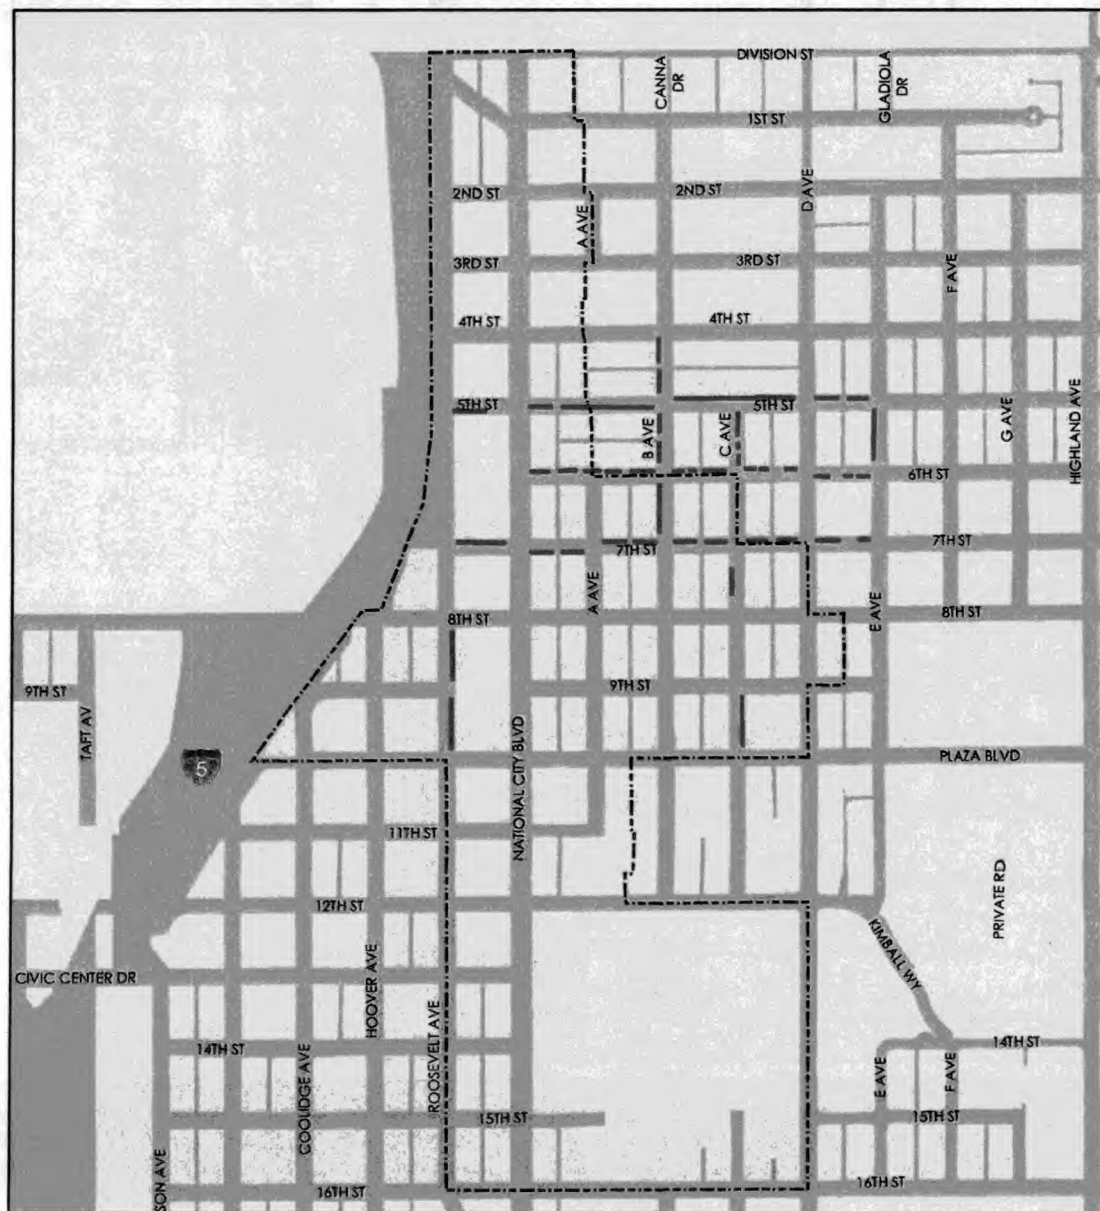 DIVISION ST
CANNA
DR
GLADIOLA
DR
1ST ST
2ND ST
2ND ST
D AVE
A AVE
3RD ST
3RD ST
F AVE
4TH ST
4TH ST
5TH ST
5TH ST
B AVE
C AVE
G AVE
HIGHLAND AVE
6TH ST
7TH ST
7TH ST
A AVE
E AVE
8TH ST
8TH ST
9TH ST
9TH ST
TAFT AV
NATIONAL CITY BLVD
5
PLAZA BLVD
11TH ST
12TH ST
PRIVATE RD
KIMBALL WY
CIVIC CENTER DR
HOOVER AVE
ROOSEVELT AVE
14TH ST
14TH ST
COOLIDGE AVE
E AVE
F AVE
15TH ST
15TH ST
SON AVE
16TH ST
16TH ST